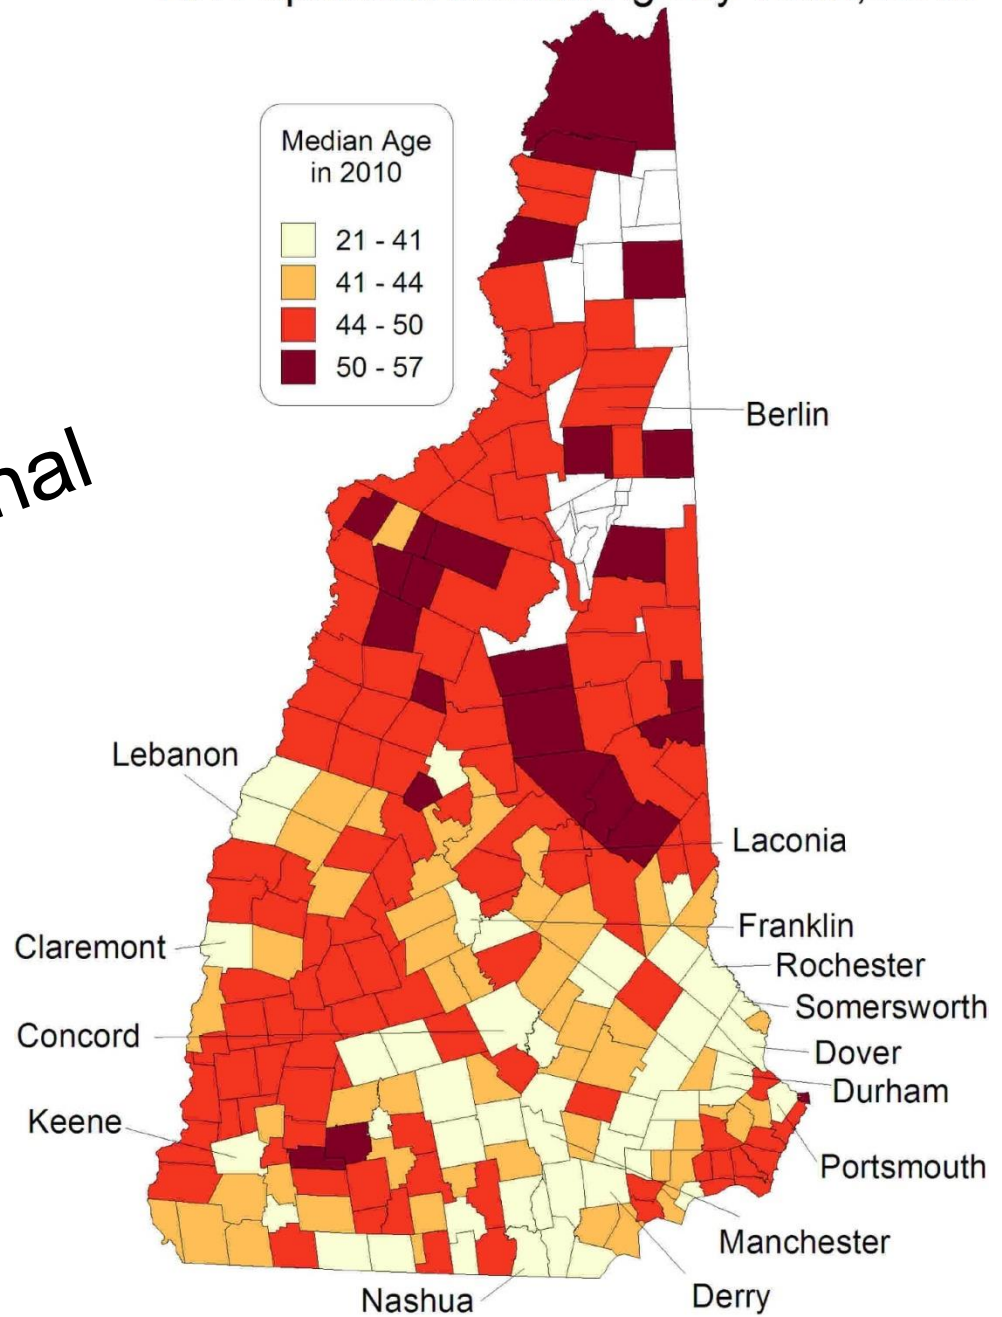 Median Age
in 2010
21 - 41
41 - 44
44 - 50
50 - 57
Berlin
Lebanon
Laconia
Franklin
Claremont
Rochester
Somersworth
Concord
Dover
Durham
Keene
Portsmouth
Manchester
Derry
Nashua